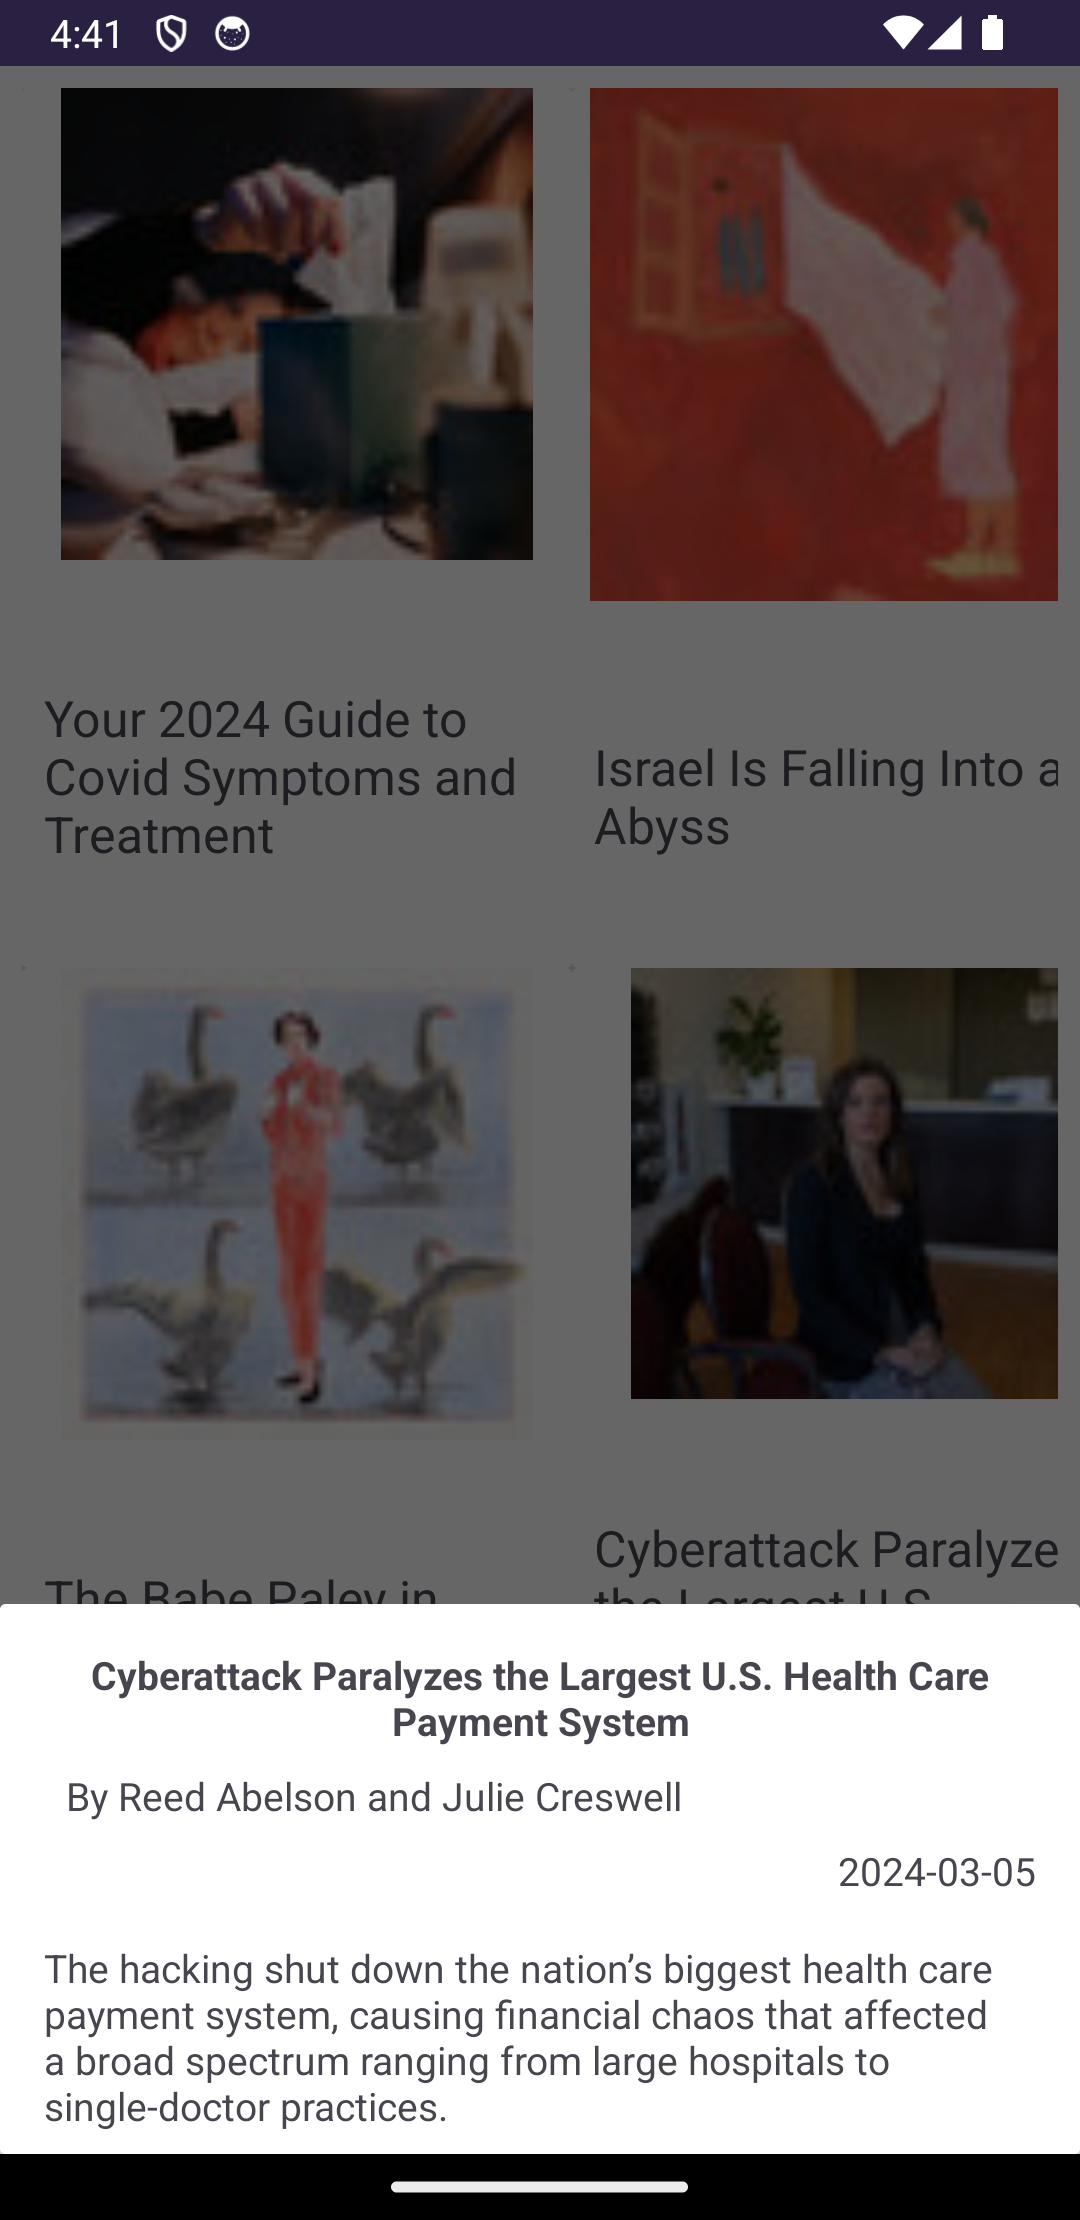 4:41
Your 2024 Guide to
Covid Symptoms and
Treatment
Israel Is Falling Into a
Abyss
The Babe Paley in
Cyberattack Paralyze
the Largest U.S.
Cyberattack Paralyzes the Largest U.S. Health Care
Payment System
By Reed Abelson and Julie Creswell
2024-03-05
The hacking shut down the nation’s biggest health care
payment system, causing financial chaos that affected
a broad spectrum ranging from large hospitals to
single-doctor practices.